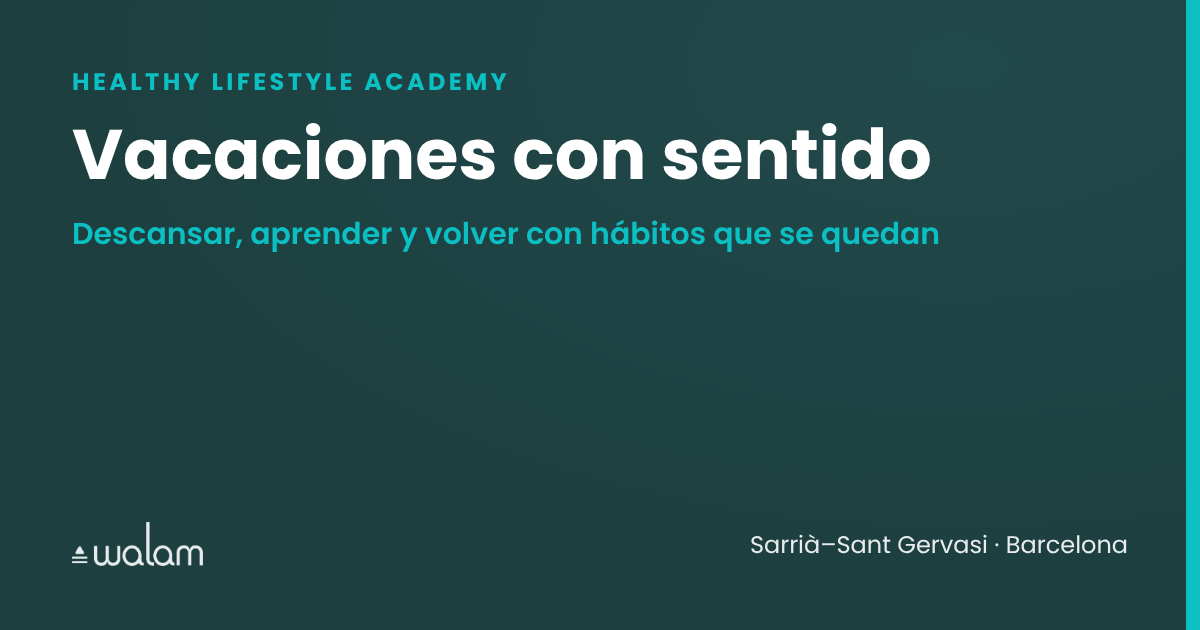 HEALTHY LIFESTYLE ACADEMY
Vacaciones con sentido
Descansar, aprender y volver con hábitos que se quedan
walam
Sarrià–Sant Gervasi · Barcelona